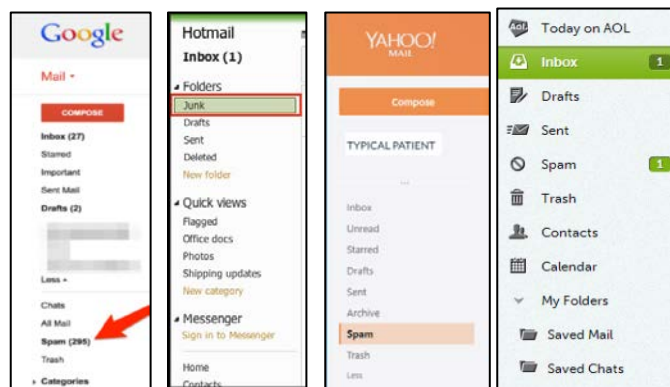 Google
Mail
COMPOSE
Inbox (27)
Starred
Important
Sent Mail
Drafts (2)
Less
Chats
All Mail
Spam (295)
Trash
Categories
Hotmail
Inbox (1)
Folders
Junk
Drafts
Sent
Deleted
New folder
Quick views
Flagged
Office docs
Photos
Shipping updates
New category
Messenger
Sign in to Messenger
Home
Contacts
YAHOO!
MAIL
Compose
TYPICAL PATIENT
...
Inbox
Unread
Starred
Drafts
Sent
Archive
Spam
Trash
Less
Aol. Today on AOL
Inbox 1
Drafts
Sent
Spam 1
Trash
Contacts
Calendar
My Folders
Saved Mail
Saved Chats